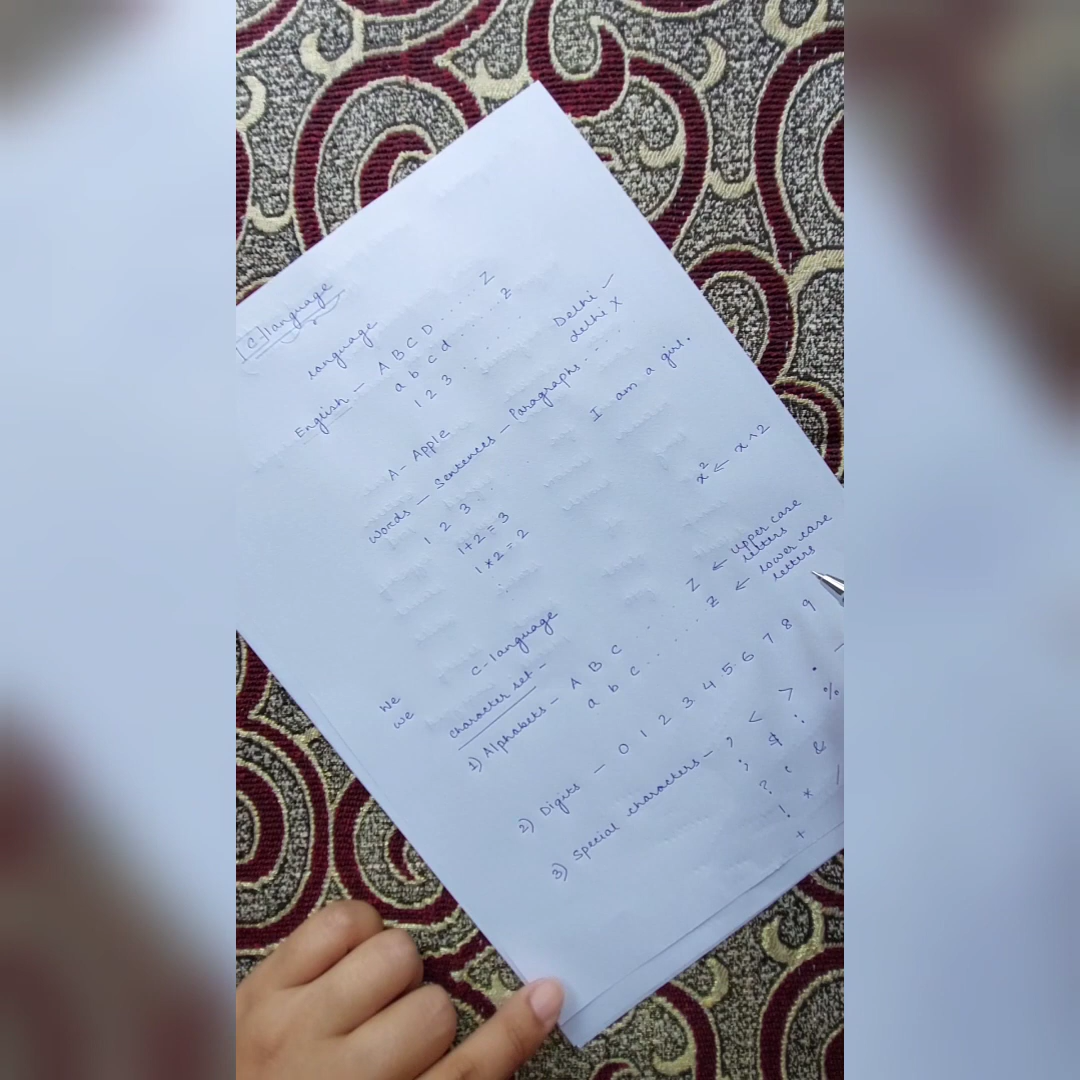 C-language
language
English - A B C D .... Z
a b c d .... z
1 2 3 . . . .
Delhi -
delhi X
A - Apple
Words - Sentences - Paragraphs ...
I am a girl.
1 2 3 . .
1+2 = 3
1 × 2 = 2
x² ← x^2
We
we
C-language
character set -
1) Alphabets - A B C .... Z ← upper case letters
a b c ...... z ← lower case letters
2) Digits - 0 1 2 3 4 5 6 7 8 9
3) Special characters - , < > . -
; $ : %
? ' &
! * /
+